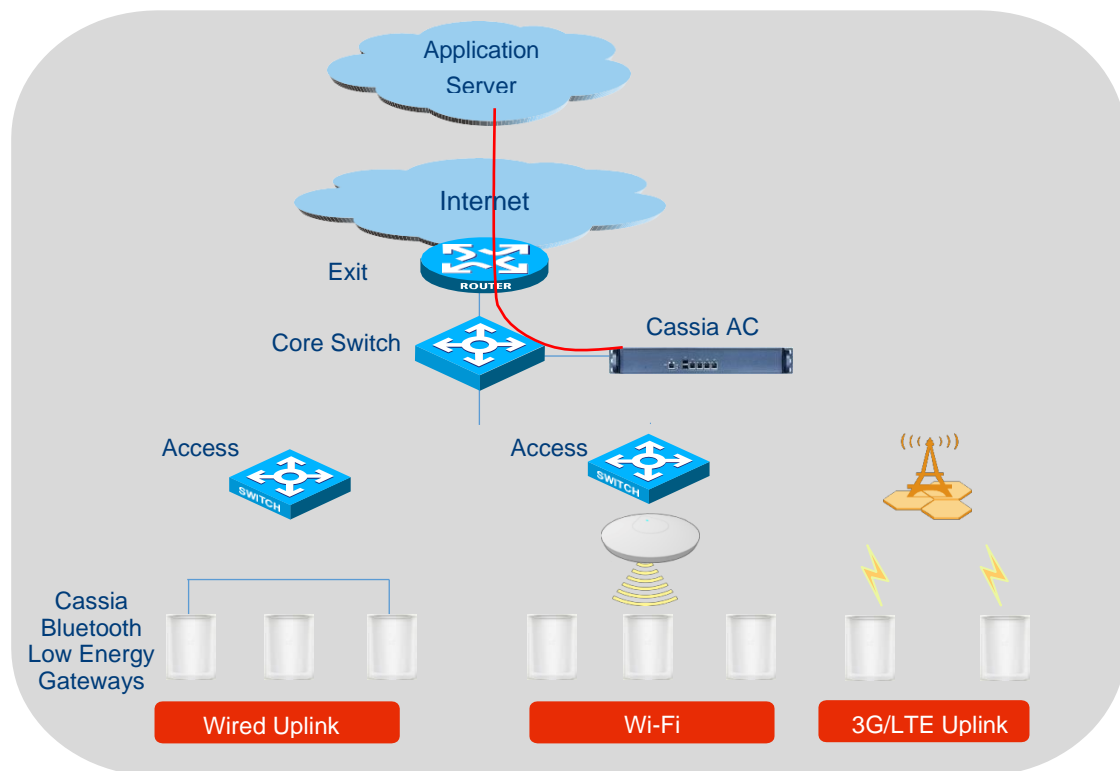 Application
Server
Internet
Exit
ROUTER
Core Switch
Cassia AC
Access
SWITCH
Access
SWITCH
Cassia
Bluetooth
Low Energy
Gateways
Wired Uplink
Wi-Fi
3G/LTE Uplink